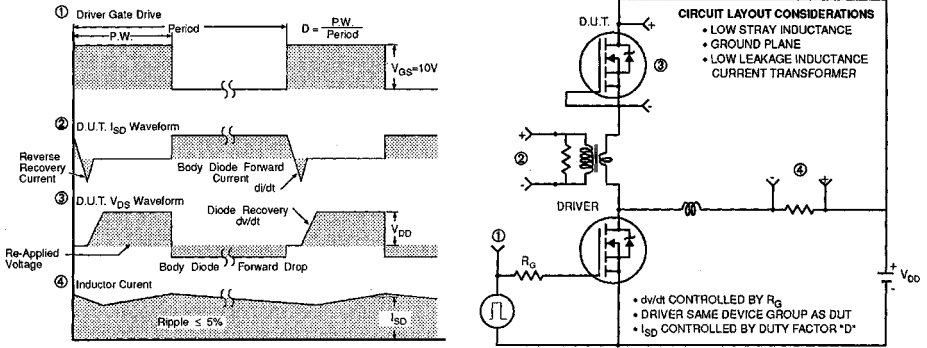 ① Driver Gate Drive
Period
P.W.
D = P.W.
Period
V_GS=10V
② D.U.T. I_SD Waveform
Reverse
Recovery
Current
Body Diode Forward
Current
di/dt
③ D.U.T. V_DS Waveform
Diode Recovery
dv/dt
V_DD
Re-Applied
Voltage
Body Diode Forward Drop
④ Inductor Current
Ripple ≤ 5%
I_SD
D.U.T.
+
③
-
CIRCUIT LAYOUT CONSIDERATIONS
• LOW STRAY INDUCTANCE
• GROUND PLANE
• LOW LEAKAGE INDUCTANCE
CURRENT TRANSFORMER
+
②
-
④
- +
DRIVER
①
R_G
+
V_DD
-
• dv/dt CONTROLLED BY R_G
• DRIVER SAME DEVICE GROUP AS DUT
• I_SD CONTROLLED BY DUTY FACTOR "D"